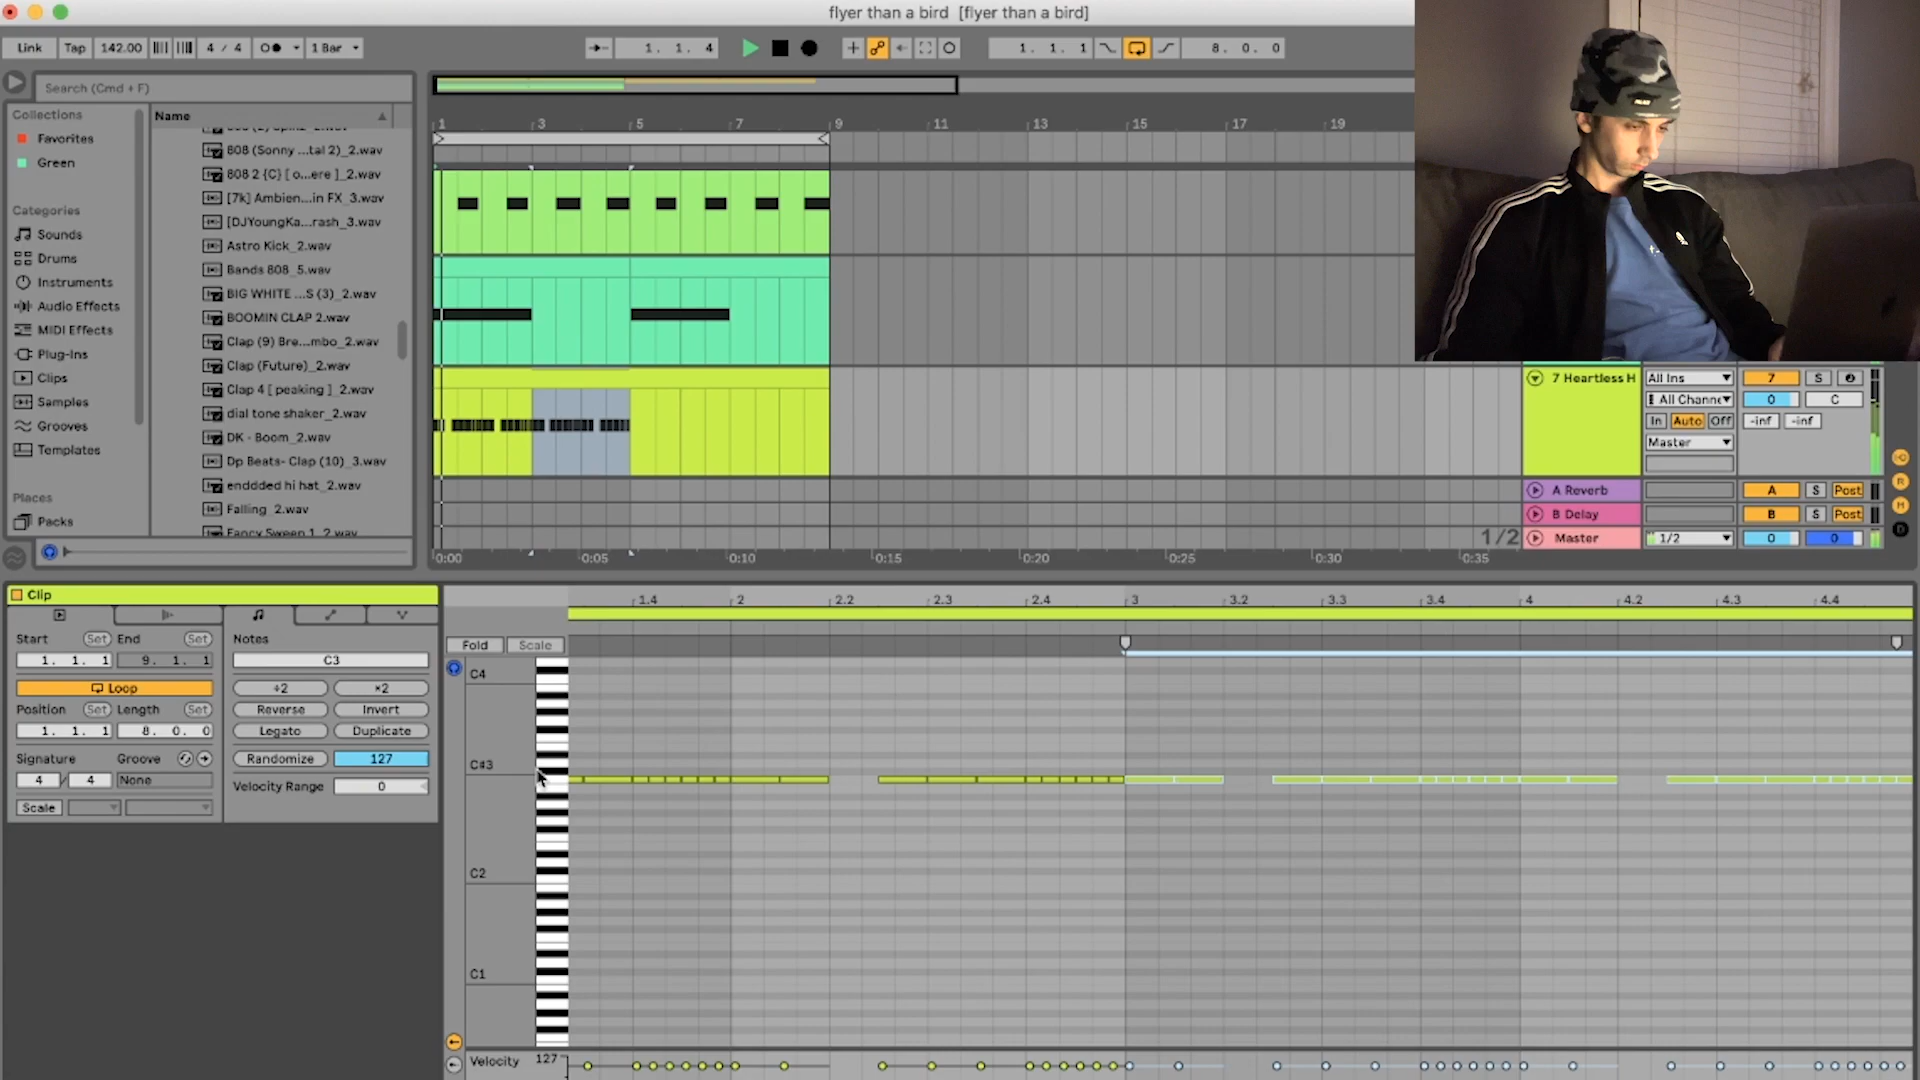 flyer than a bird  [flyer than a bird]
Link Tap 142.00 4 / 4 1 Bar 1. 1. 4 1. 1. 1 8. 0. 0
Search (Cmd + F)
Collections
Favorites
Green
Categories
Sounds
Drums
Instruments
Audio Effects
MIDI Effects
Plug-Ins
Clips
Samples
Grooves
Templates
Places
Packs
Name
808 (Sonny ...tal 2)_2.wav
808 2 {C} [ o...ere ]_2.wav
[7k] Ambien...in FX_3.wav
[DJYoungKa...rash_3.wav
Astro Kick_2.wav
Bands 808_5.wav
BIG WHITE ...S (3)_2.wav
BOOMIN CLAP 2.wav
Clap (9) Bre...mbo_2.wav
Clap (Future)_2.wav
Clap 4 [ peaking ]_2.wav
dial tone shaker_2.wav
DK - Boom_2.wav
Dp Beats- Clap (10)_3.wav
enddded hi hat_2.wav
Falling_2.wav
Fancy Sweep 1_2.wav
1 3 5 7 9 11 13 15 17 19
0:00 0:05 0:10 0:15 0:20 0:25 0:30 0:35
1/2
7 Heartless H All Ins 7 S
All Channe 0 C
In Auto Off -inf -inf
Master
A Reverb A S Post
B Delay B S Post
Master 1/2 0 0
R
H
D
Clip
Start Set End Set
1. 1. 1 9. 1. 1
Loop
Position Set Length Set
1. 1. 1 8. 0. 0
Signature Groove
4 / 4 None
Scale
Notes
C3
÷2 ×2
Reverse Invert
Legato Duplicate
Randomize 127
Velocity Range 0
1.4 2 2.2 2.3 2.4 3 3.2 3.3 3.4 4 4.2 4.3 4.4
Fold Scale
C4
C#3
C2
C1
Velocity 127